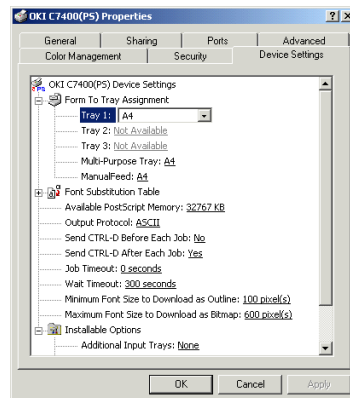 OKI C7400(PS) Properties
General Sharing Ports Advanced
Color Management Security Device Settings
OKI C7400(PS) Device Settings
Form To Tray Assignment
Tray 1: A4
Tray 2: Not Available
Tray 3: Not Available
Multi-Purpose Tray: A4
ManualFeed: A4
Font Substitution Table
Available PostScript Memory: 32767 KB
Output Protocol: ASCII
Send CTRL-D Before Each Job: No
Send CTRL-D After Each Job: Yes
Job Timeout: 0 seconds
Wait Timeout: 300 seconds
Minimum Font Size to Download as Outline: 100 pixel(s)
Maximum Font Size to Download as Bitmap: 600 pixel(s)
Installable Options
Additional Input Trays: None
OK Cancel Apply